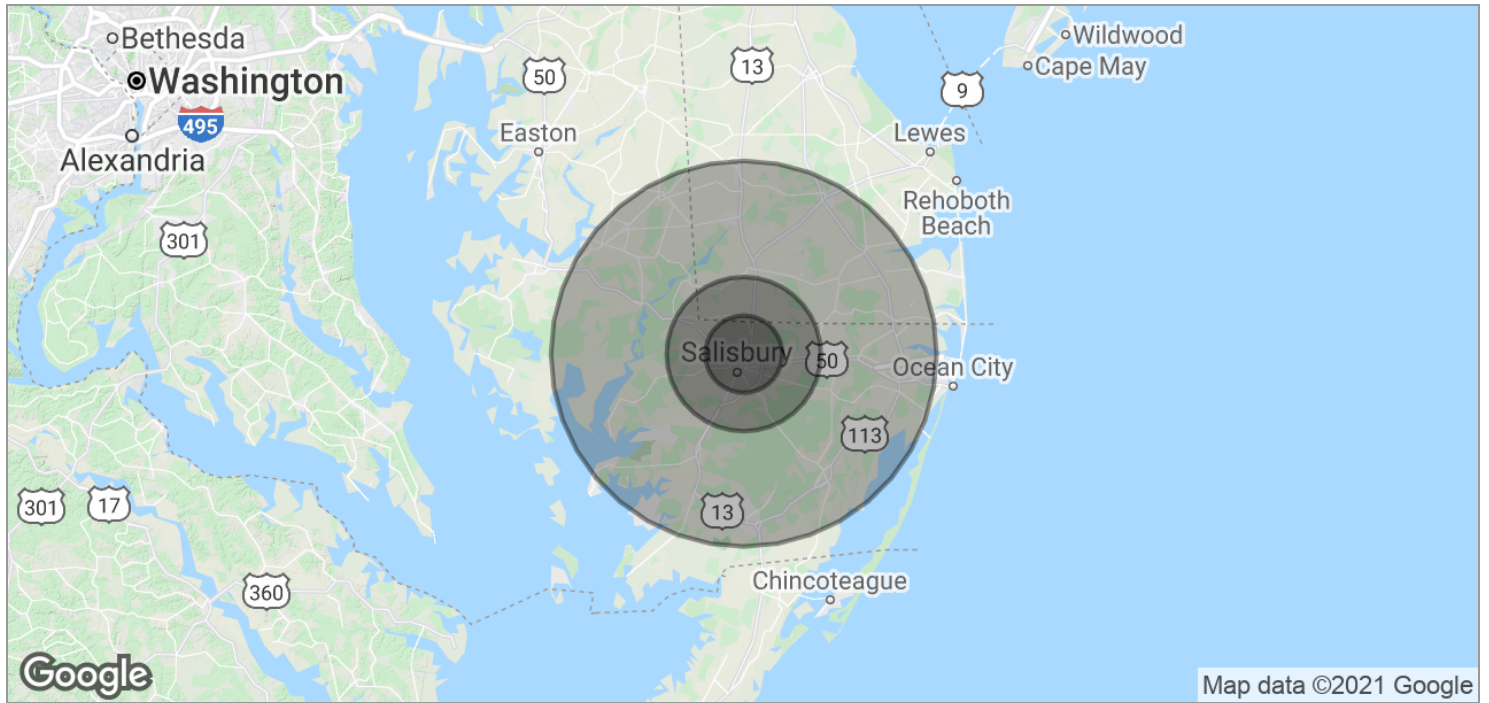 Bethesda
Washington
495
Alexandria
301
50
13
9
Wildwood
Cape May
Easton
Lewes
Rehoboth
Beach
Salisbury
50
Ocean City
113
13
301
17
360
Chincoteague
Google
Map data ©2021 Google